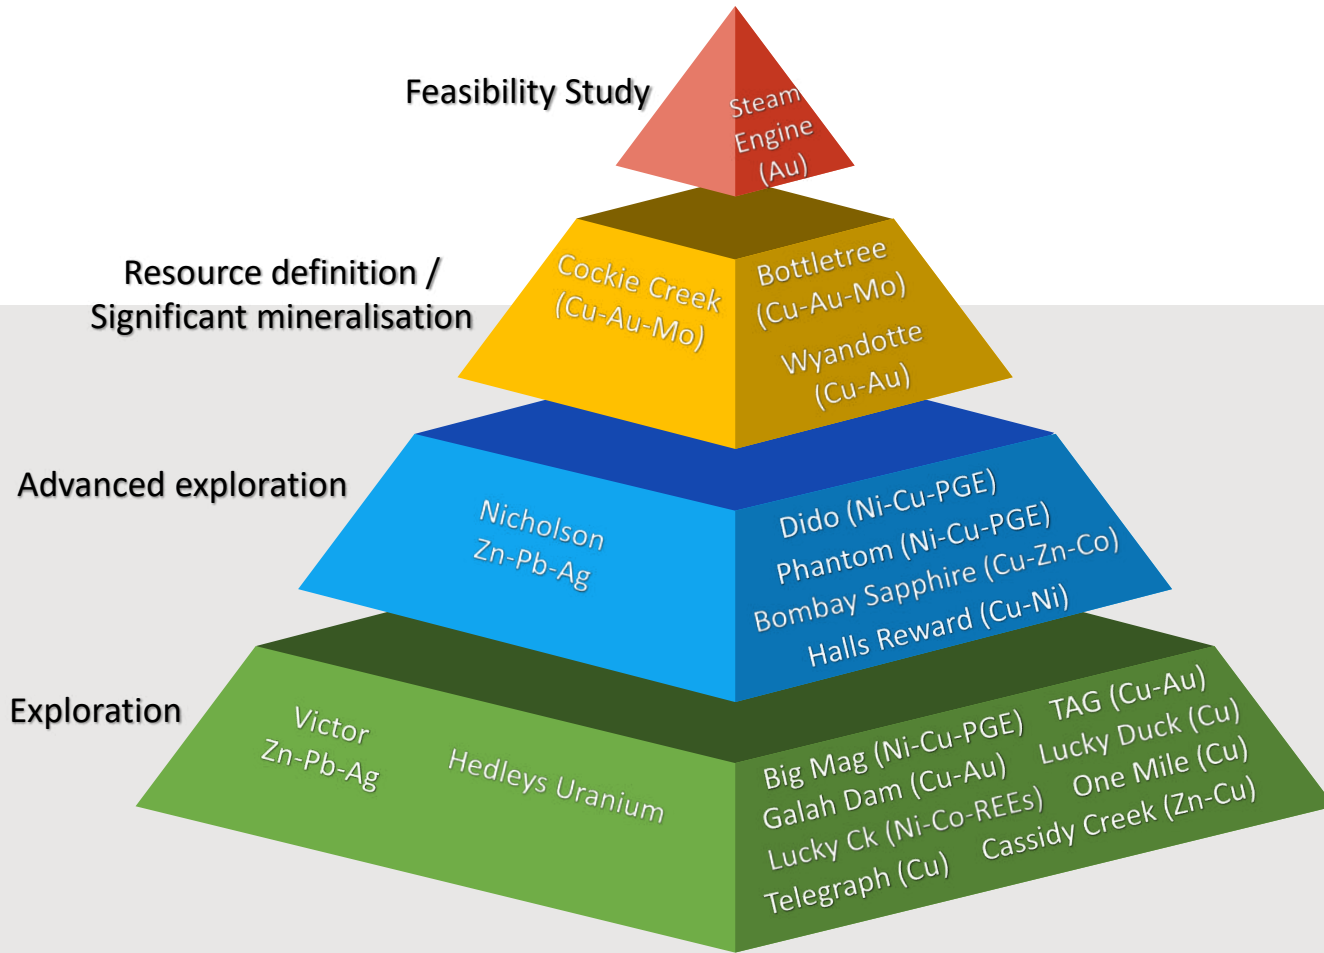 Feasibility Study
Steam
Engine
(Au)
Resource definition /
Significant mineralisation
Cockie Creek
(Cu-Au-Mo)
Bottletree
(Cu-Au-Mo)
Wyandotte
(Cu-Au)
Advanced exploration
Nicholson
Zn-Pb-Ag
Dido (Ni-Cu-PGE)
Phantom (Ni-Cu-PGE)
Bombay Sapphire (Cu-Zn-Co)
Halls Reward (Cu-Ni)
Exploration
Victor
Zn-Pb-Ag
Hedleys Uranium
Big Mag (Ni-Cu-PGE)
Galah Dam (Cu-Au)
Lucky Ck (Ni-Co-REEs)
Telegraph (Cu)
TAG (Cu-Au)
Lucky Duck (Cu)
One Mile (Cu)
Cassidy Creek (Zn-Cu)